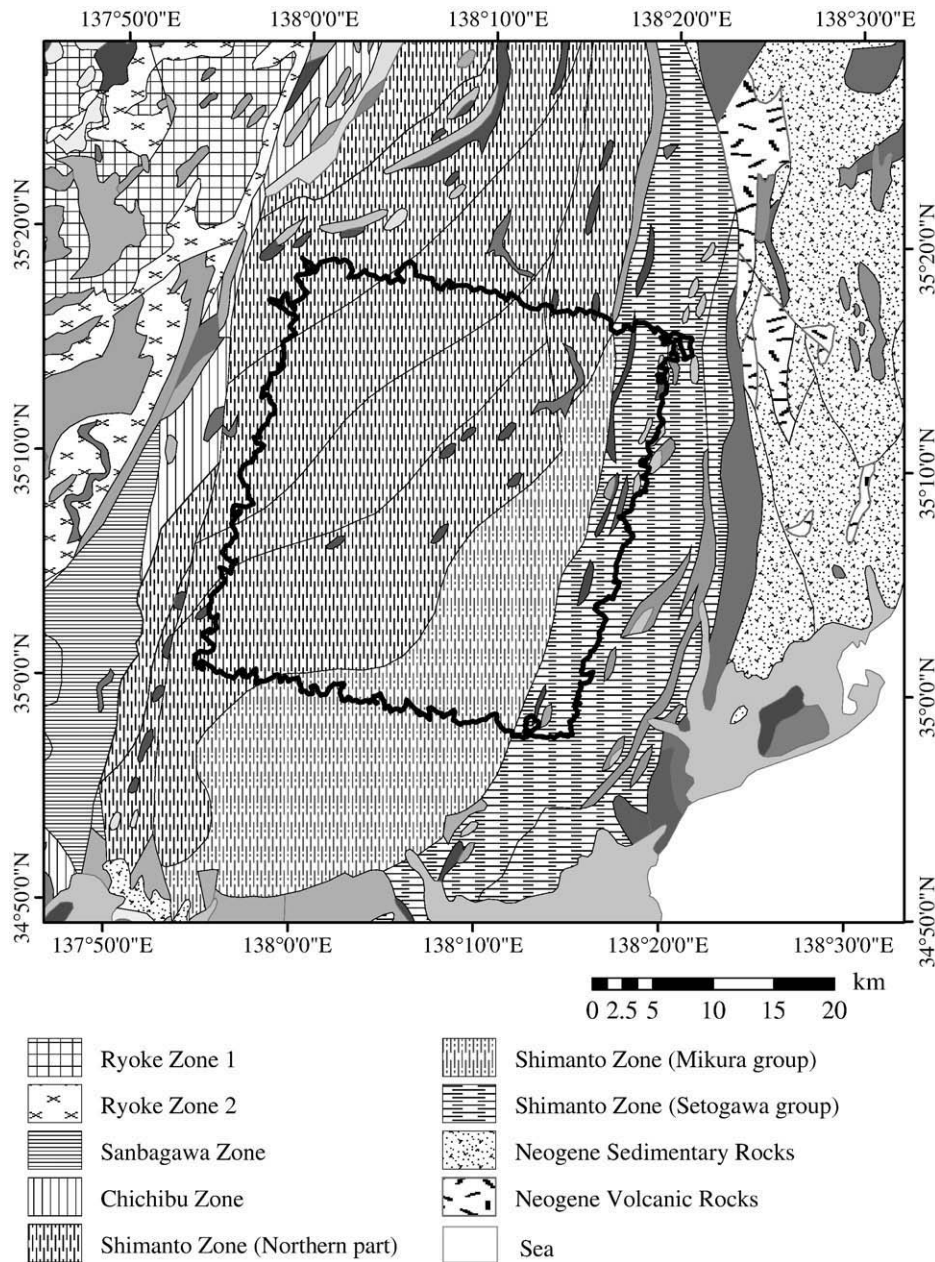 137°50'0"E 138°0'0"E 138°10'0"E 138°20'0"E 138°30'0"E
35°20'0"N 35°20'0"N
35°10'0"N 35°10'0"N
35°0'0"N 35°0'0"N
34°50'0"N 34°50'0"N
137°50'0"E 138°0'0"E 138°10'0"E 138°20'0"E 138°30'0"E
km
0 2.5 5 10 15 20
Ryoke Zone 1
Ryoke Zone 2
Sanbagawa Zone
Chichibu Zone
Shimanto Zone (Northern part)
Shimanto Zone (Mikura group)
Shimanto Zone (Setogawa group)
Neogene Sedimentary Rocks
Neogene Volcanic Rocks
Sea